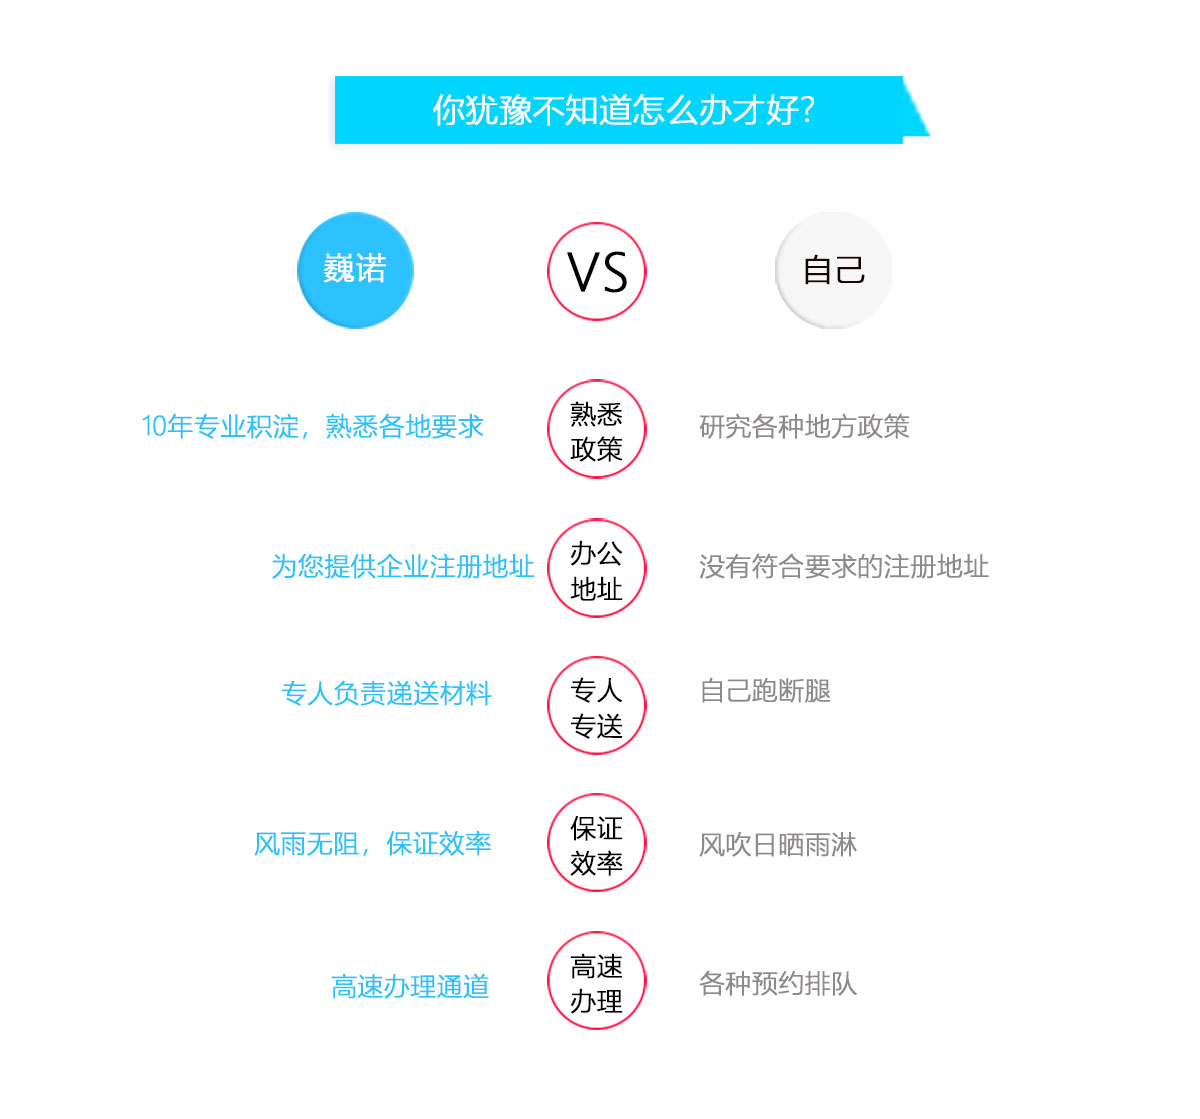 你犹豫不知道怎么办才好?
巍诺
VS
自己
10年专业积淀，熟悉各地要求
熟悉
政策
研究各种地方政策
为您提供企业注册地址
办公
地址
没有符合要求的注册地址
专人负责递送材料
专人
专送
自己跑断腿
风雨无阻，保证效率
保证
效率
风吹日晒雨淋
高速办理通道
高速
办理
各种预约排队